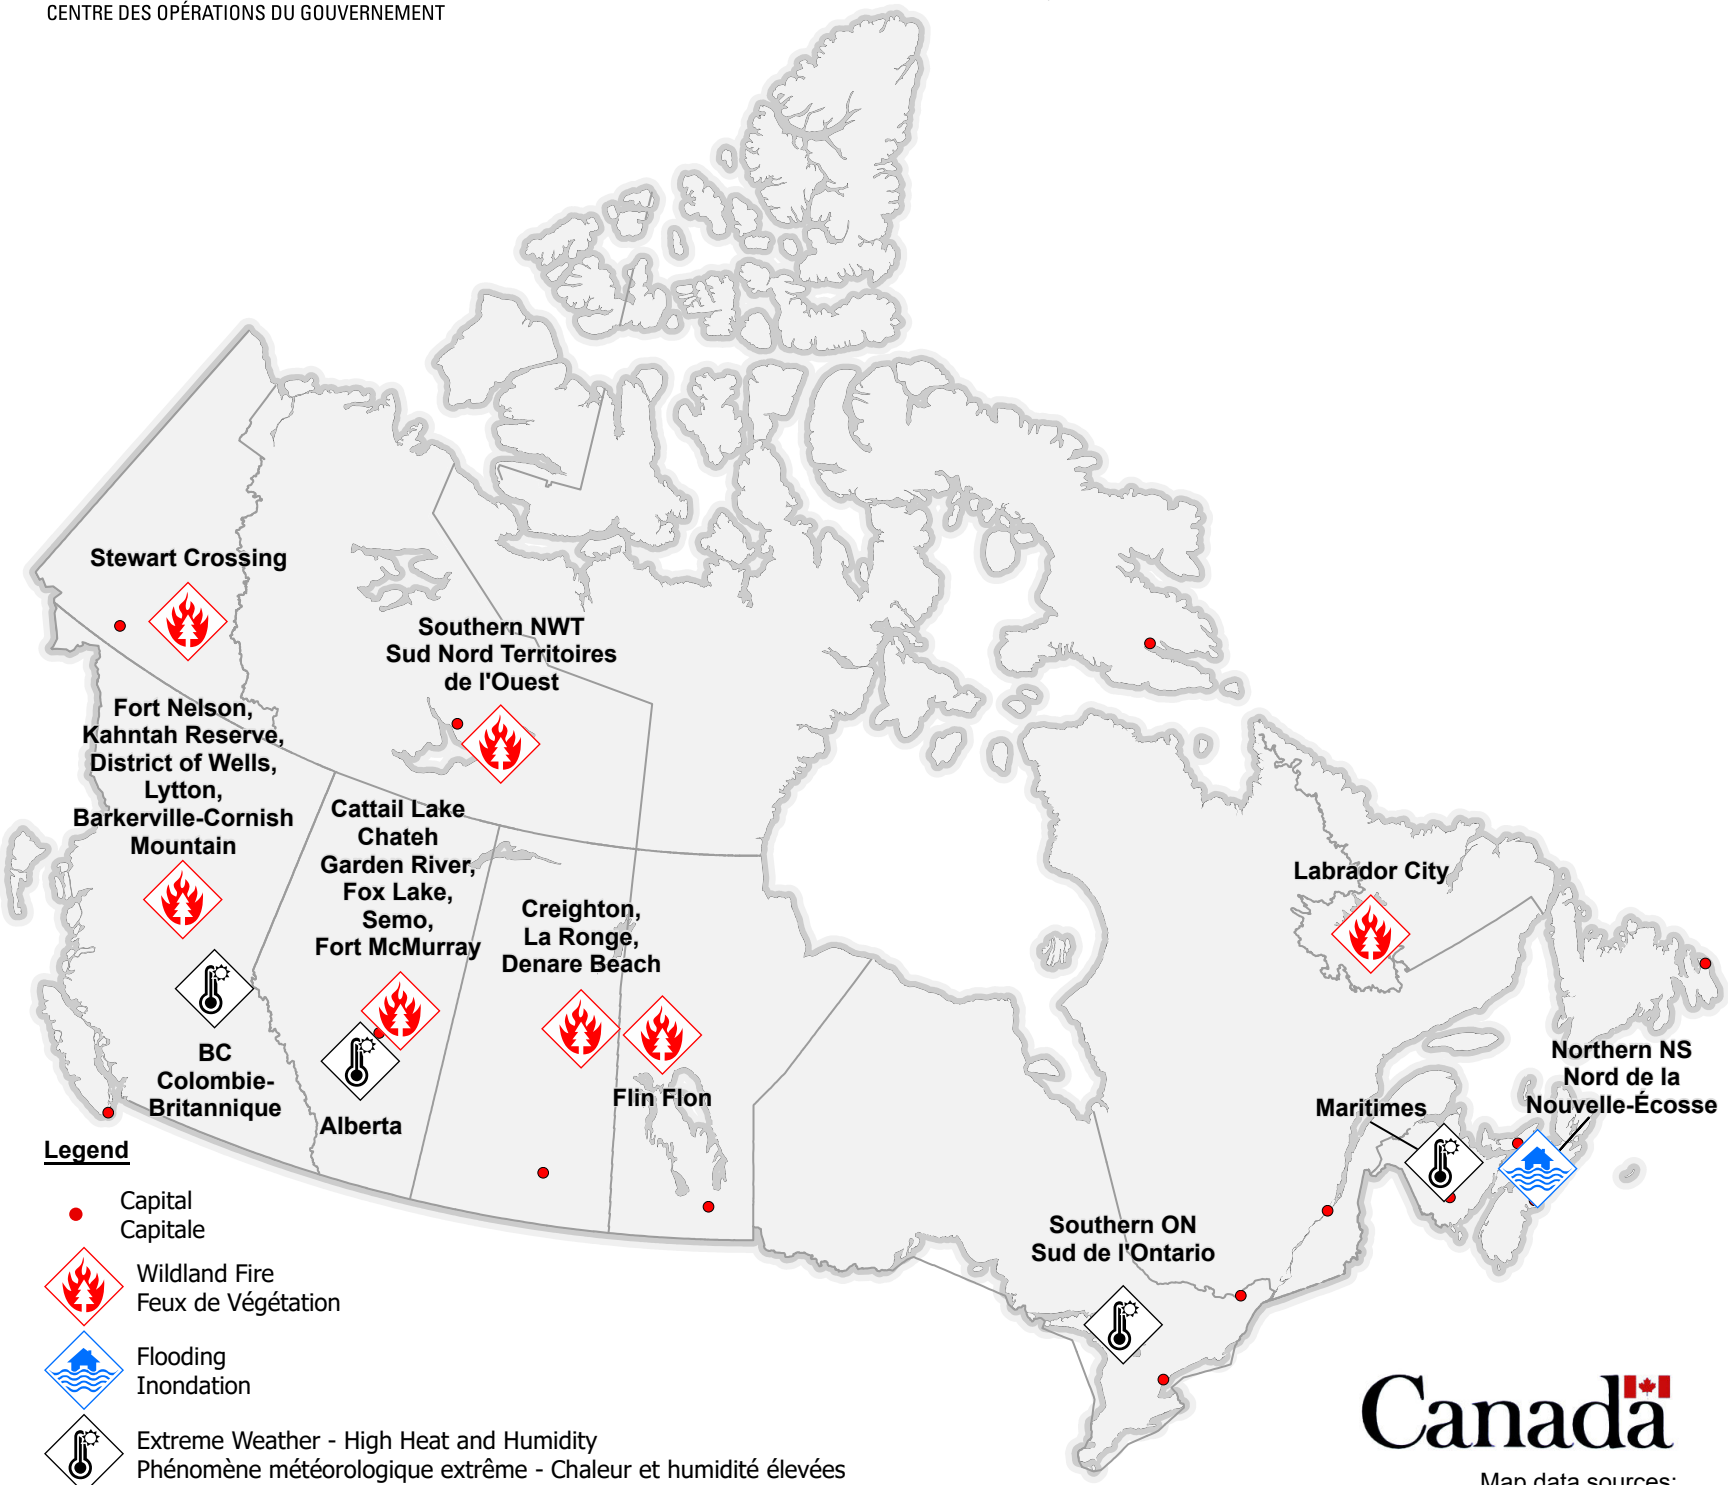 CENTRE DES OPÉRATIONS DU GOUVERNEMENT
Stewart Crossing
Southern NWT
Sud Nord Territoires
de l'Ouest
Fort Nelson,
Kahntah Reserve,
District of Wells,
Lytton,
Barkerville-Cornish
Mountain
Cattail Lake
Chateh
Garden River,
Fox Lake,
Semo,
Fort McMurray
Creighton,
La Ronge,
Denare Beach
Labrador City
BC
Colombie-
Britannique
Alberta
Flin Flon
Maritimes
Northern NS
Nord de la
Nouvelle-Écosse
Southern ON
Sud de l'Ontario
Legend
Capital
Capitale
Wildland Fire
Feux de Végétation
Flooding
Inondation
Extreme Weather - High Heat and Humidity
Phénomène météorologique extrême - Chaleur et humidité élevées
Canada
Map data sources: